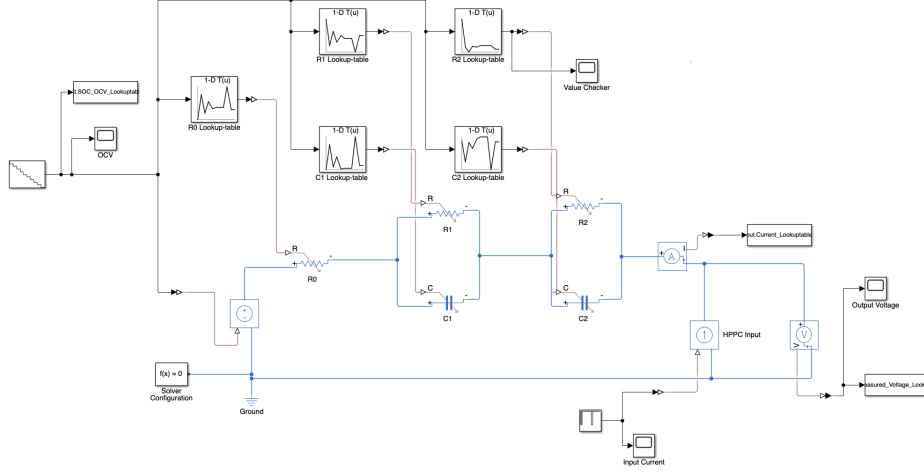 1-D T(u)
R1 Lookup-table
1-D T(u)
R2 Lookup-table
Value Checker
t.SOC_OCV_Lookuptabl
OCV
1-D T(u)
R0 Lookup-table
1-D T(u)
C1 Lookup-table
1-D T(u)
C2 Lookup-table
R
+
-
R1
R
+
-
R2
R
+
-
R0
C
+
-
C1
C
+
-
C2
+
-
+
A
I
out.Current_Lookuptable
Output Voltage
HPPC Input
+
V
-
V
f(x) = 0
Solver
Configuration
Ground
easured_Voltage_Look
Input Current